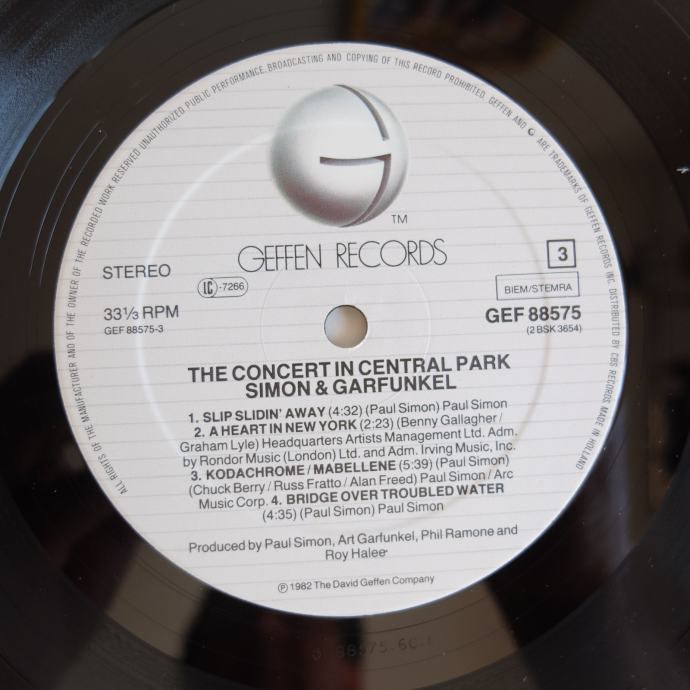 ALL RIGHTS OF THE MANUFACTURER AND OF THE OWNER OF THE RECORDED WORK RESERVED UNAUTHORIZED PUBLIC PERFORMANCE, BROADCASTING AND COPYING OF THIS RECORD PROHIBITED. GEFFEN AND G ARE TRADEMARKS OF GEFFEN RECORDS INC. DISTRIBUTED BY CBS RECORDS MADE IN HOLLAND
TM
GEFFEN RECORDS
STEREO
LC-7266
3
33⅓ RPM
GEF 88575-3
BIEM/STEMRA
GEF 88575
(2 BSK 3654)
THE CONCERT IN CENTRAL PARK
SIMON & GARFUNKEL
1. SLIP SLIDIN' AWAY (4:32) (Paul Simon) Paul Simon
2. A HEART IN NEW YORK (2:23) (Benny Gallagher /
Graham Lyle) Headquarters Artists Management Ltd. Adm.
by Rondor Music (London) Ltd. and Adm. Irving Music, Inc.
3. KODACHROME / MABELLENE (5:39) (Paul Simon)
(Chuck Berry / Russ Fratto / Alan Freed) Paul Simon / Arc
Music Corp. 4. BRIDGE OVER TROUBLED WATER
(4:35) (Paul Simon) Paul Simon
Produced by Paul Simon, Art Garfunkel, Phil Ramone and
Roy Halee
℗ 1982 The David Geffen Company